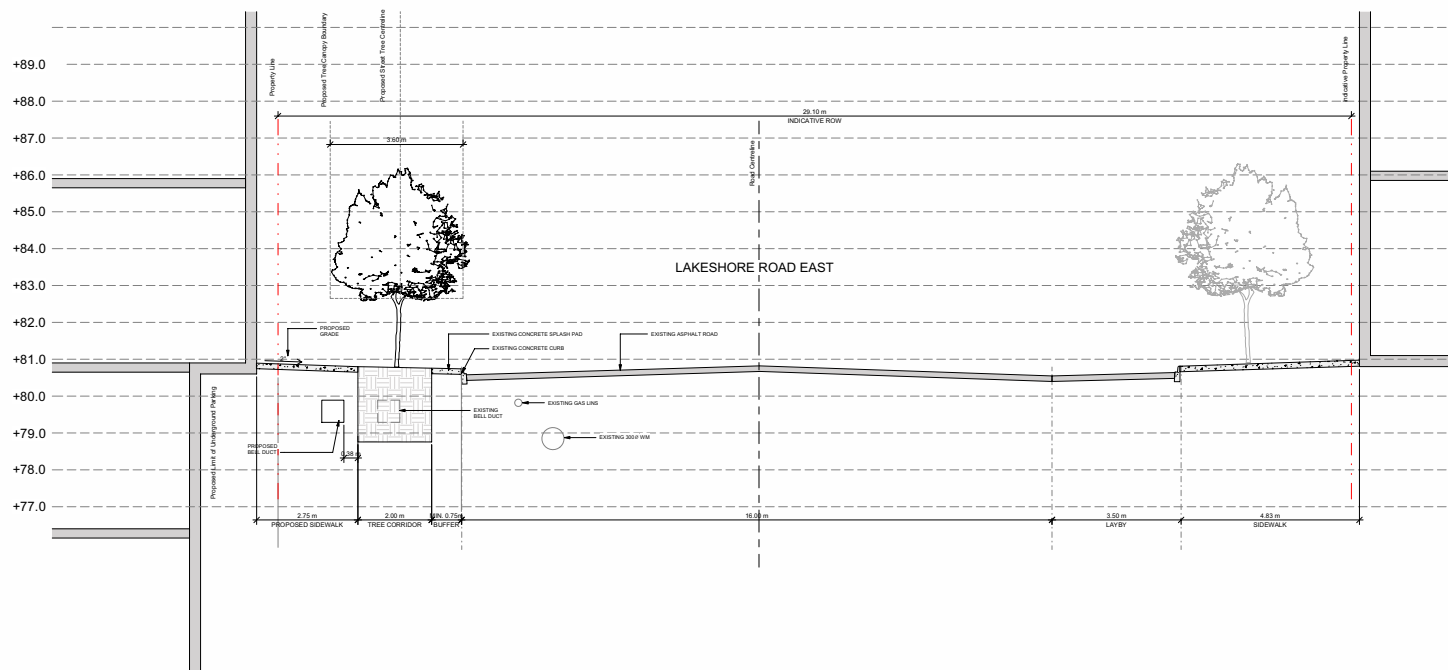 Property Line
Proposed Tree Canopy Boundary
Proposed Street Tree Centreline
Indicative Property Line
+89.0
+88.0
+87.0
+86.0
+85.0
+84.0
+83.0
+82.0
+81.0
+80.0
+79.0
+78.0
+77.0
29.10 m
INDICATIVE ROW
3.60 m
Road Centreline
LAKESHORE ROAD EAST
PROPOSED
GRADE
EXISTING CONCRETE SPLASH PAD
EXISTING CONCRETE CURB
EXISTING ASPHALT ROAD
EXISTING
BELL DUCT
EXISTING GAS LINS
EXISTING 300Ø WM
PROPOSED
BELL DUCT
0.38 m
Proposed Limit of Underground Parking
2.75 m
PROPOSED SIDEWALK
2.00 m
TREE CORRIDOR
MIN. 0.75m
BUFFER
16.00 m
3.50 m
LAYBY
4.83 m
SIDEWALK